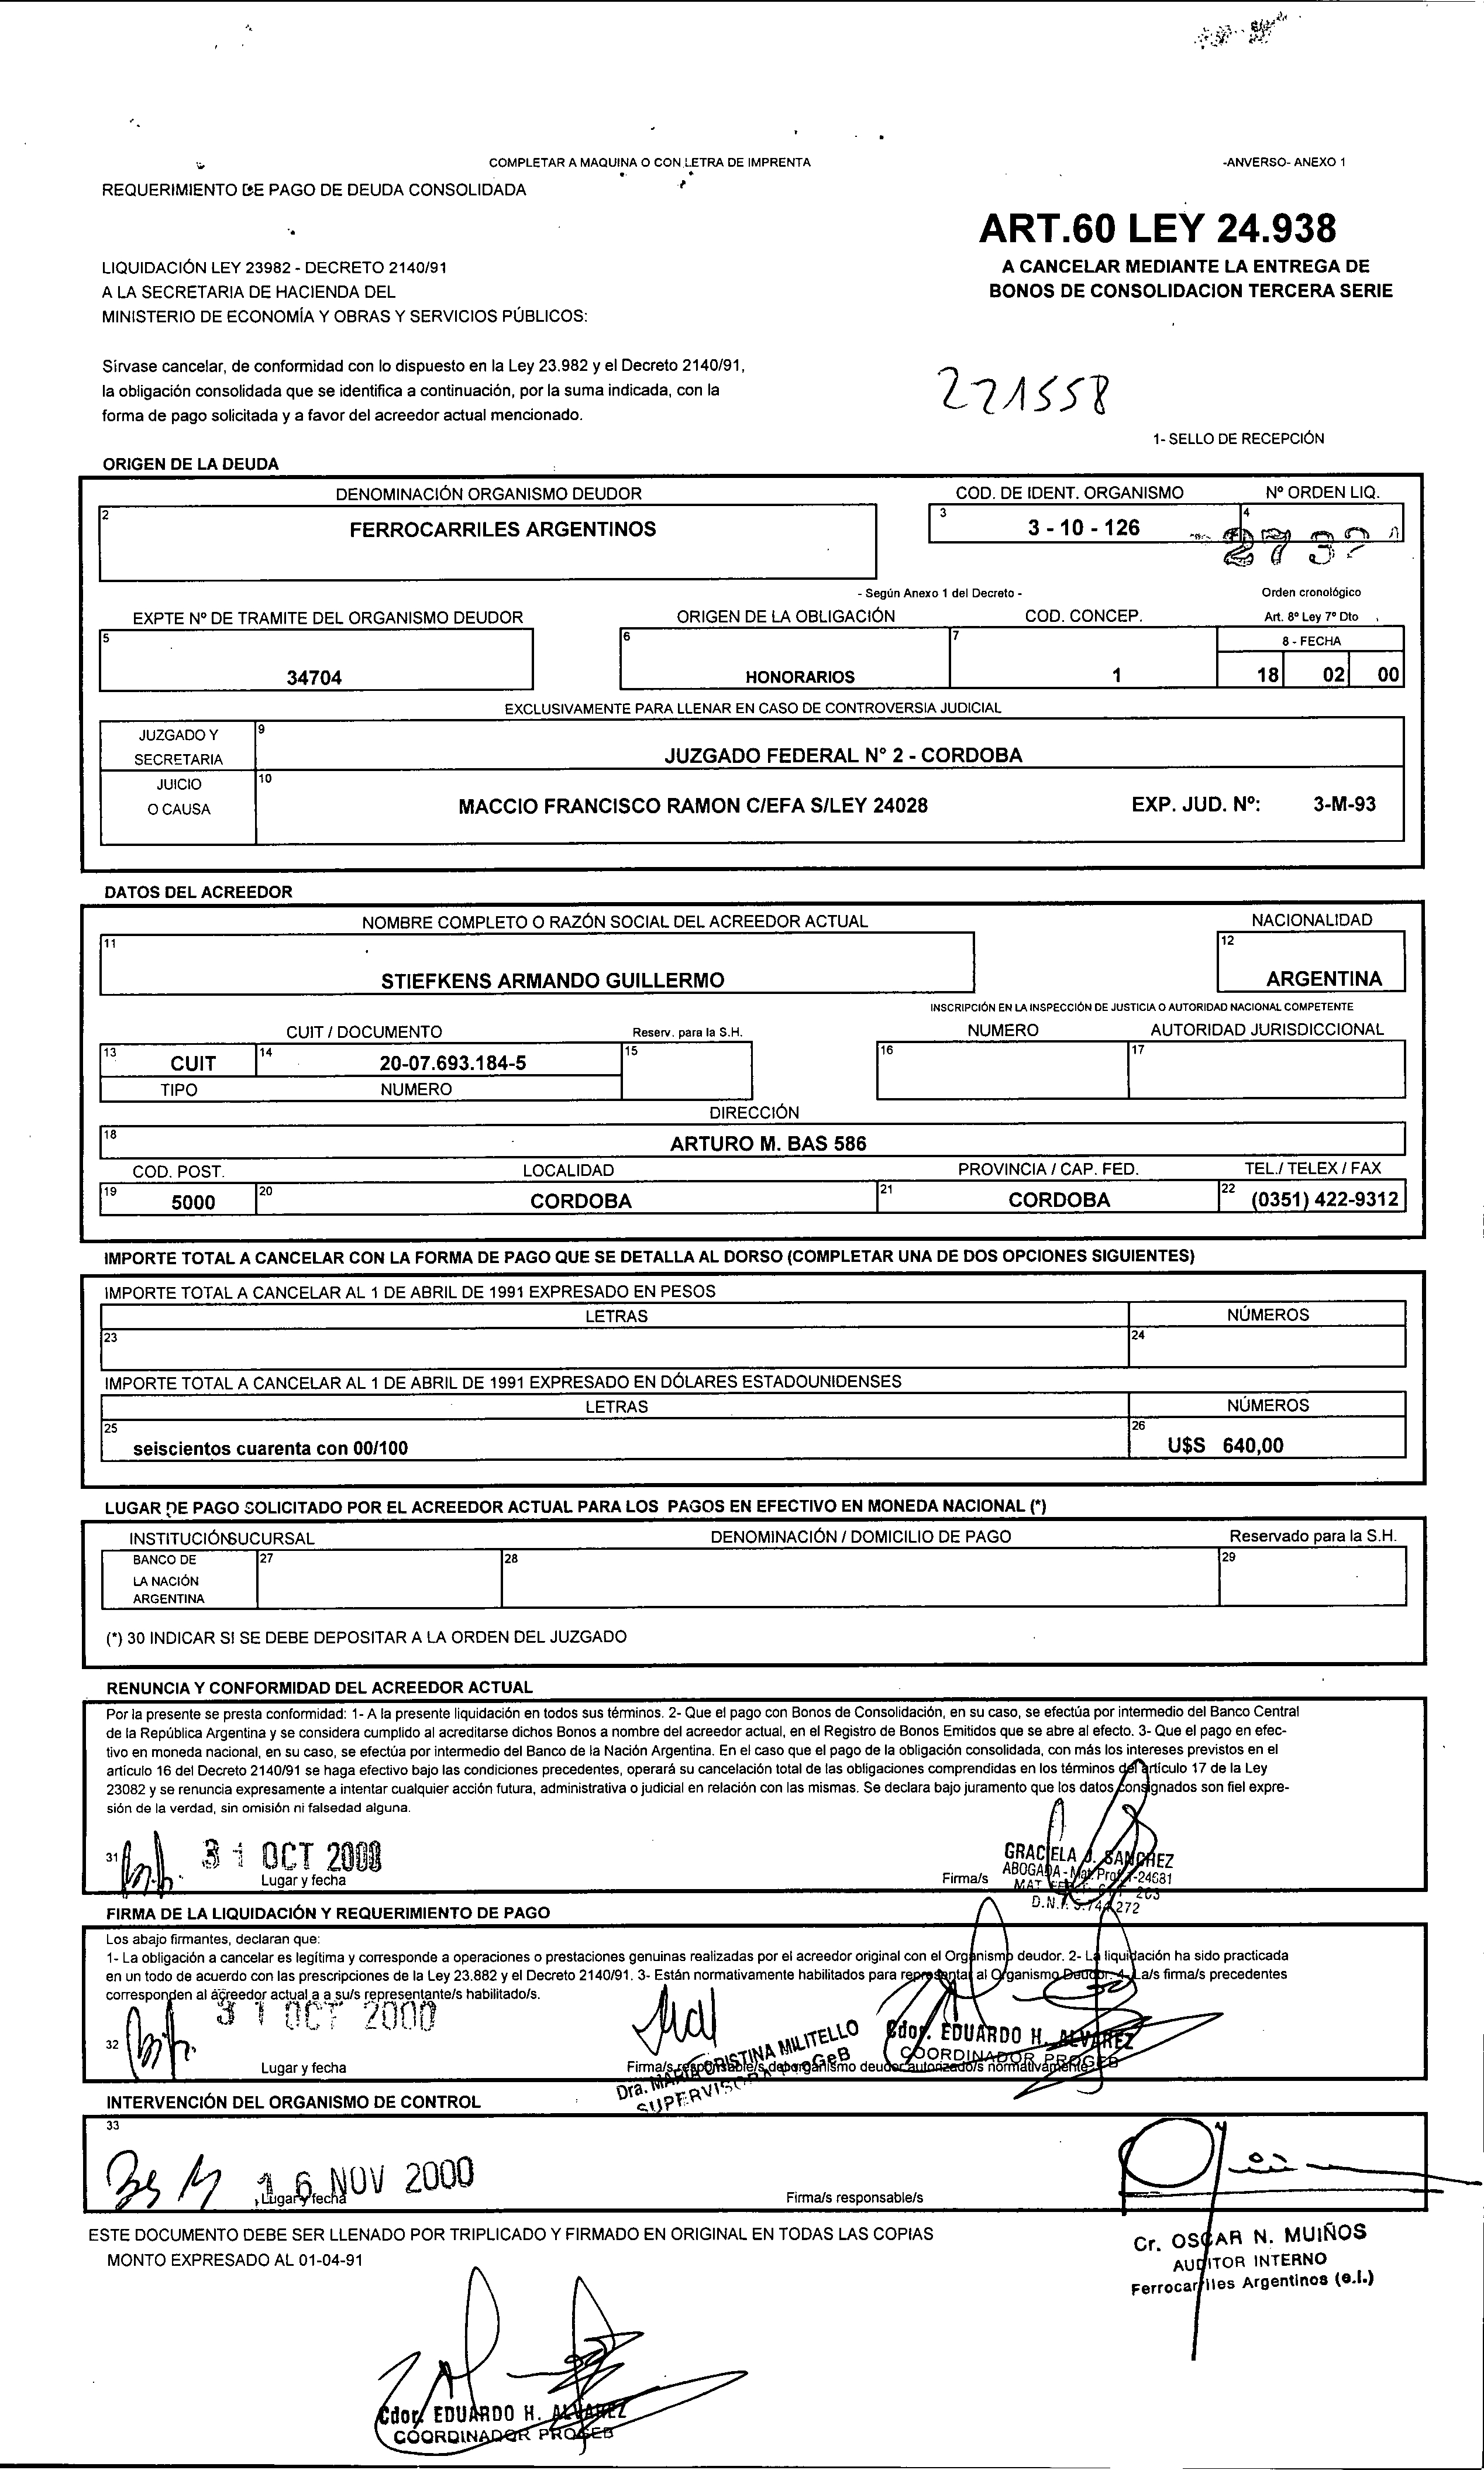 COMPLETAR A MAQUINA O CON LETRA DE IMPRENTA
-ANVERSO- ANEXO 1
REQUERIMIENTO DE PAGO DE DEUDA CONSOLIDADA
ART.60 LEY 24.938
LIQUIDACIÓN LEY 23982 - DECRETO 2140/91
A CANCELAR MEDIANTE LA ENTREGA DE
A LA SECRETARIA DE HACIENDA DEL
BONOS DE CONSOLIDACION TERCERA SERIE
MINISTERIO DE ECONOMÍA Y OBRAS Y SERVICIOS PÚBLICOS:
Sírvase cancelar, de conformidad con lo dispuesto en la Ley 23.982 y el Decreto 2140/91,
la obligación consolidada que se identifica a continuación, por la suma indicada, con la
forma de pago solicitada y a favor del acreedor actual mencionado.
221558
1- SELLO DE RECEPCIÓN
ORIGEN DE LA DEUDA
DENOMINACIÓN ORGANISMO DEUDOR COD. DE IDENT. ORGANISMO Nº ORDEN LIQ.
2 FERROCARRILES ARGENTINOS 3 3 - 10 - 126 4
- Según Anexo 1 del Decreto - Orden cronológico
EXPTE Nº DE TRAMITE DEL ORGANISMO DEUDOR ORIGEN DE LA OBLIGACIÓN COD. CONCEP. Art. 8º Ley 7º Dto
5 6 7 8 - FECHA
34704 HONORARIOS 1 18 02 00
EXCLUSIVAMENTE PARA LLENAR EN CASO DE CONTROVERSIA JUDICIAL
JUZGADO Y SECRETARIA 9 JUZGADO FEDERAL N° 2 - CORDOBA
JUICIO O CAUSA 10 MACCIO FRANCISCO RAMON C/EFA S/LEY 24028 EXP. JUD. Nº: 3-M-93
DATOS DEL ACREEDOR
NOMBRE COMPLETO O RAZÓN SOCIAL DEL ACREEDOR ACTUAL NACIONALIDAD
11 STIEFKENS ARMANDO GUILLERMO 12 ARGENTINA
INSCRIPCIÓN EN LA INSPECCIÓN DE JUSTICIA O AUTORIDAD NACIONAL COMPETENTE
CUIT / DOCUMENTO Reserv. para la S.H. NUMERO AUTORIDAD JURISDICCIONAL
13 CUIT 14 20-07.693.184-5 15 16 17
TIPO NUMERO
DIRECCIÓN
18 ARTURO M. BAS 586
COD. POST. LOCALIDAD PROVINCIA / CAP. FED. TEL./ TELEX / FAX
19 5000 20 CORDOBA 21 CORDOBA 22 (0351) 422-9312
IMPORTE TOTAL A CANCELAR CON LA FORMA DE PAGO QUE SE DETALLA AL DORSO (COMPLETAR UNA DE DOS OPCIONES SIGUIENTES)
IMPORTE TOTAL A CANCELAR AL 1 DE ABRIL DE 1991 EXPRESADO EN PESOS
LETRAS NÚMEROS
23 24
IMPORTE TOTAL A CANCELAR AL 1 DE ABRIL DE 1991 EXPRESADO EN DÓLARES ESTADOUNIDENSES
LETRAS NÚMEROS
25 seiscientos cuarenta con 00/100 26 U$S 640,00
LUGAR DE PAGO SOLICITADO POR EL ACREEDOR ACTUAL PARA LOS PAGOS EN EFECTIVO EN MONEDA NACIONAL (*)
INSTITUCIÓN SUCURSAL DENOMINACIÓN / DOMICILIO DE PAGO Reservado para la S.H.
BANCO DE 27 28 29
LA NACIÓN
ARGENTINA
(*) 30 INDICAR SI SE DEBE DEPOSITAR A LA ORDEN DEL JUZGADO
RENUNCIA Y CONFORMIDAD DEL ACREEDOR ACTUAL
Por la presente se presta conformidad: 1- A la presente liquidación en todos sus términos. 2- Que el pago con Bonos de Consolidación, en su caso, se efectúa por intermedio del Banco Central
de la República Argentina y se considera cumplido al acreditarse dichos Bonos a nombre del acreedor actual, en el Registro de Bonos Emitidos que se abre al efecto. 3- Que el pago en efec-
tivo en moneda nacional, en su caso, se efectúa por intermedio del Banco de la Nación Argentina. En el caso que el pago de la obligación consolidada, con más los intereses previstos en el
artículo 16 del Decreto 2140/91 se haga efectivo bajo las condiciones precedentes, operará su cancelación total de las obligaciones comprendidas en los términos del artículo 17 de la Ley
23082 y se renuncia expresamente a intentar cualquier acción futura, administrativa o judicial en relación con las mismas. Se declara bajo juramento que los datos consignados son fiel expre-
sión de la verdad, sin omisión ni falsedad alguna.
31 31 OCT 2000
Lugar y fecha
Firma/s
GRACIELA J. SANCHEZ
ABOGADA - Mat. Prof. 1-24681
FIRMA DE LA LIQUIDACIÓN Y REQUERIMIENTO DE PAGO
Los abajo firmantes, declaran que:
1- La obligación a cancelar es legítima y corresponde a operaciones o prestaciones genuinas realizadas por el acreedor original con el Organismo deudor. 2- La liquidación ha sido practicada
en un todo de acuerdo con las prescripciones de la Ley 23.882 y el Decreto 2140/91. 3- Están normativamente habilitados para representar al Organismo Deudor. 4- La/s firma/s precedentes
corresponden al acreedor actual a a su/s representante/s habilitado/s.
31 OCT 2000
32 Lugar y fecha
Firma/s responsable/s del organismo deudor autorizado/s normativamente
Dra. MARIA CRISTINA MILITELLO
SUPERVISORA ProGeB
Cdor. EDUARDO H. ALVAREZ
COORDINADOR PROGEB
INTERVENCIÓN DEL ORGANISMO DE CONTROL
33
16 NOV 2000
Lugar y fecha
Firma/s responsable/s
ESTE DOCUMENTO DEBE SER LLENADO POR TRIPLICADO Y FIRMADO EN ORIGINAL EN TODAS LAS COPIAS
MONTO EXPRESADO AL 01-04-91
Cr. OSCAR N. MUIÑOS
AUDITOR INTERNO
Ferrocarriles Argentinos (e.l.)
Cdor. EDUARDO H. ALVAREZ
COORDINADOR PROGEB